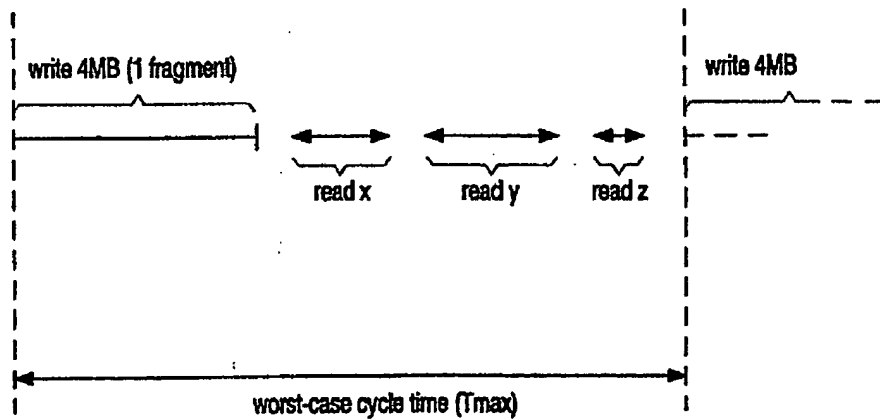 write 4MB (1 fragment)
write 4MB
read x
read y
read z
worst-case cycle time (Tmax)